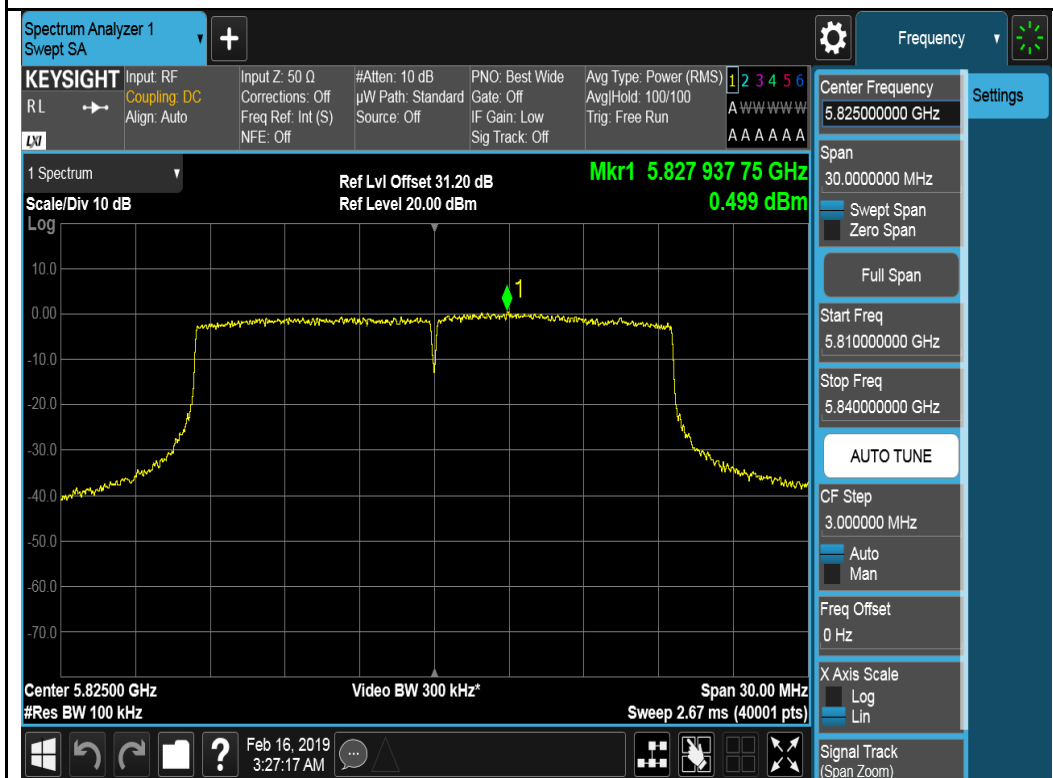 Spectrum Analyzer 1
Swept SA
+
Frequency
KEYSIGHT
RL
LXI
Input: RF
Coupling: DC
Align: Auto
Input Z: 50 Ω
Corrections: Off
Freq Ref: Int (S)
NFE: Off
#Atten: 10 dB
µW Path: Standard
Source: Off
PNO: Best Wide
Gate: Off
IF Gain: Low
Sig Track: Off
Avg Type: Power (RMS)
Avg|Hold: 100/100
Trig: Free Run
1 2 3 4 5 6
A W W W W W
A A A A A A
1 Spectrum
Scale/Div 10 dB
Log
Ref Lvl Offset 31.20 dB
Ref Level 20.00 dBm
Mkr1 5.827 937 75 GHz
0.499 dBm
1
10.0
0.00
-10.0
-20.0
-30.0
-40.0
-50.0
-60.0
-70.0
Center 5.82500 GHz
#Res BW 100 kHz
Video BW 300 kHz*
Span 30.00 MHz
Sweep 2.67 ms (40001 pts)
Center Frequency
5.825000000 GHz
Settings
Span
30.0000000 MHz
Swept Span
Zero Span
Full Span
Start Freq
5.810000000 GHz
Stop Freq
5.840000000 GHz
AUTO TUNE
CF Step
3.000000 MHz
Auto
Man
Freq Offset
0 Hz
X Axis Scale
Log
Lin
Signal Track
(Span Zoom)
?
Feb 16, 2019
3:27:17 AM